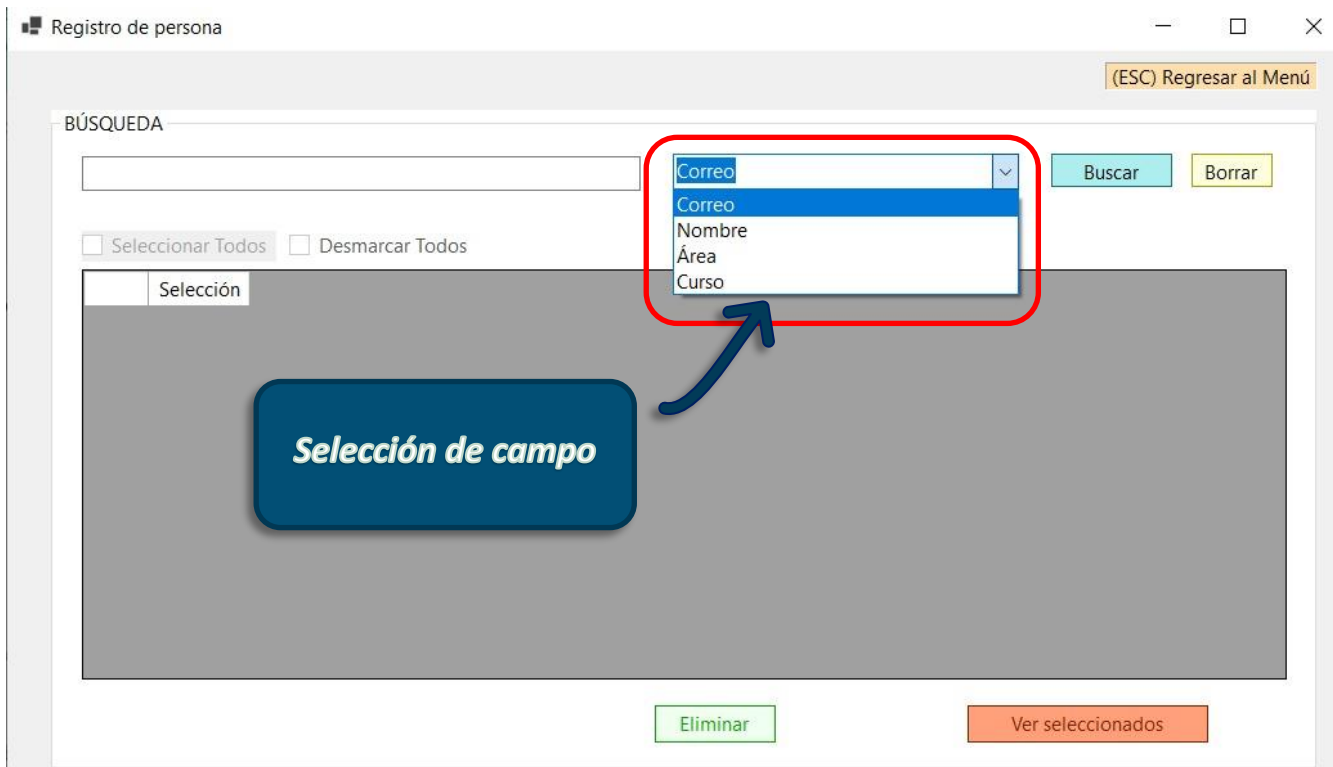 Registro de persona
(ESC) Regresar al Menú
BÚSQUEDA
Correo
Buscar
Borrar
Correo
Nombre
Área
Curso
Seleccionar Todos
Desmarcar Todos
Selección
Selección de campo
Eliminar
Ver seleccionados